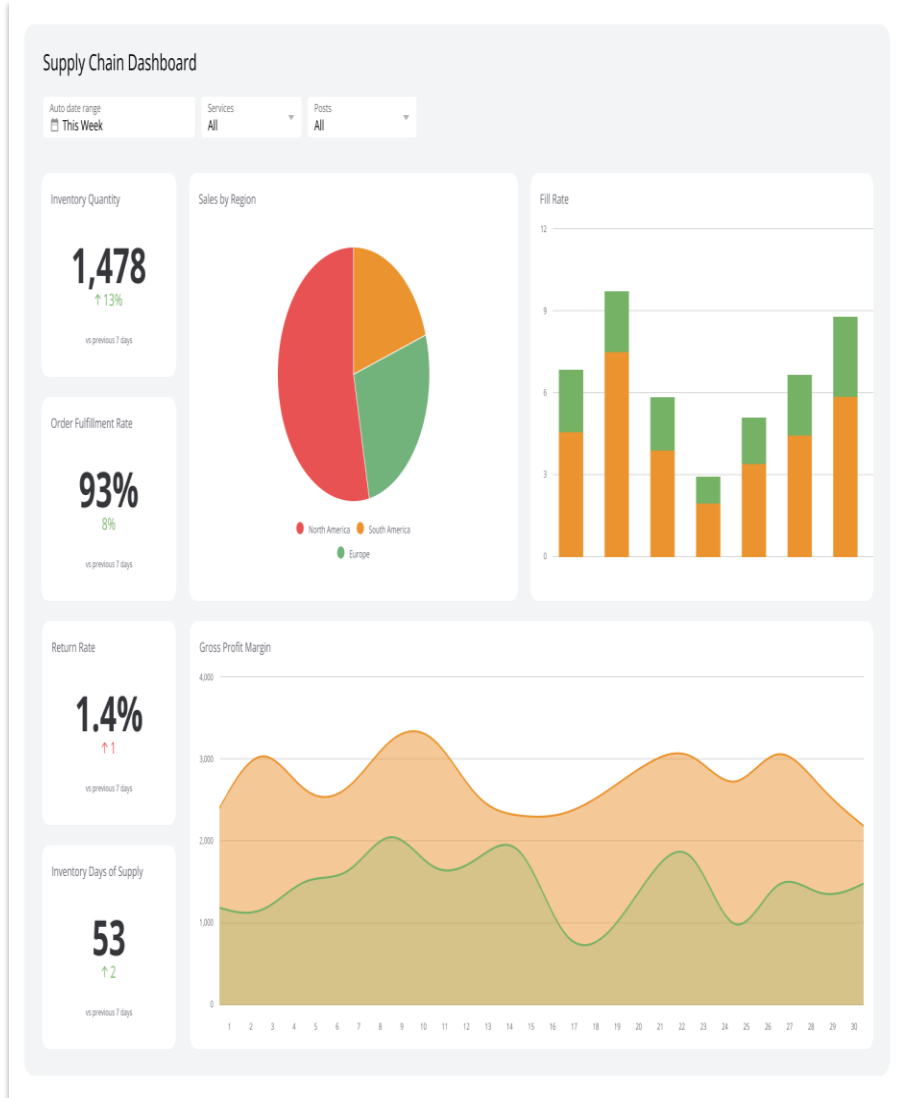 Supply Chain Dashboard
Auto date range
This Week
Services
All
Posts
All
Inventory Quantity
1,478
↑ 13%
vs previous 7 days
Sales by Region
North America
South America
Europe
Fill Rate
12
9
6
3
0
Order Fulfillment Rate
93%
8%
vs previous 7 days
Return Rate
1.4%
↑ 1
vs previous 7 days
Gross Profit Margin
4,000
3,000
2,000
1,000
0
1 2 3 4 5 6 7 8 9 10 11 12 13 14 15 16 17 18 19 20 21 22 23 24 25 26 27 28 29 30
Inventory Days of Supply
53
↑ 2
vs previous 7 days